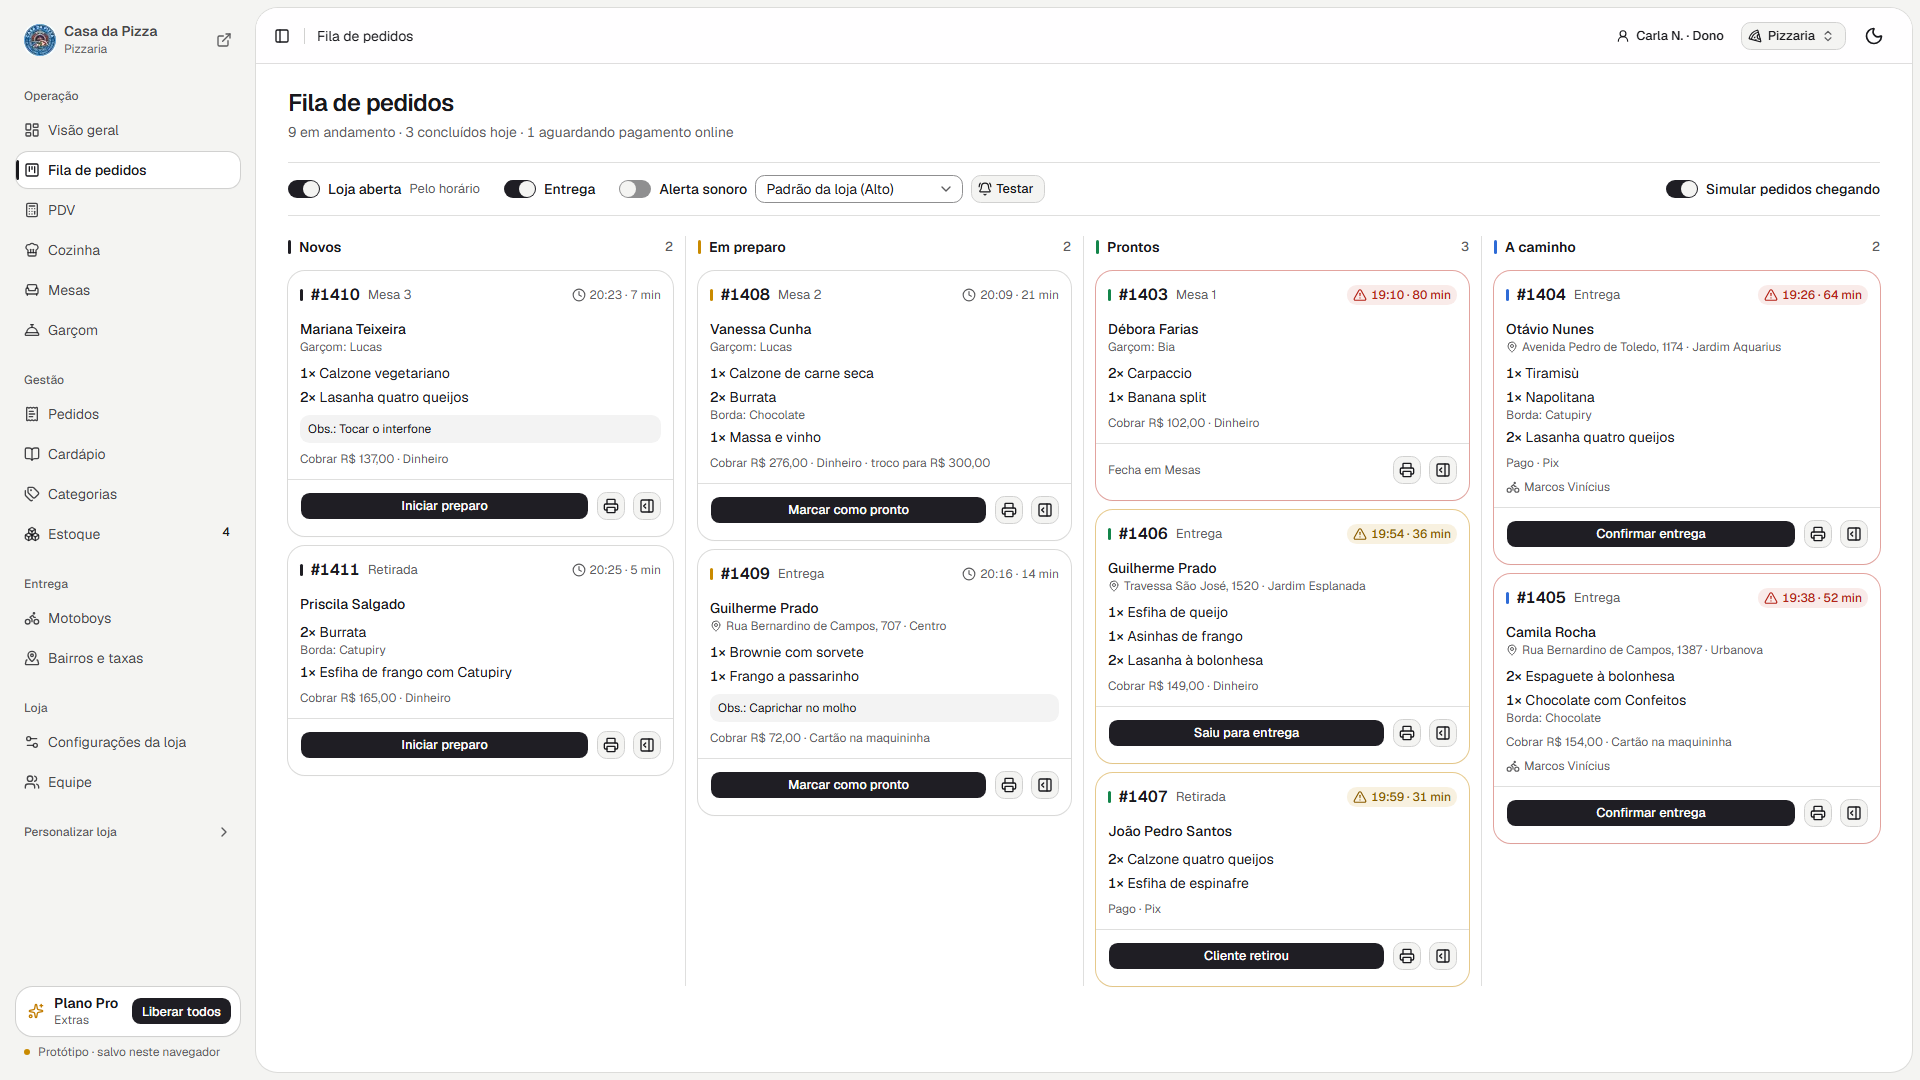 Casa da Pizza
Pizzaria
Operação
Visão geral
Fila de pedidos
PDV
Cozinha
Mesas
Garçom
Gestão
Pedidos
Cardápio
Categorias
Estoque 4
Entrega
Motoboys
Bairros e taxas
Loja
Configurações da loja
Equipe
Personalizar loja
Plano Pro
Extras
Liberar todos
Protótipo · salvo neste navegador
Fila de pedidos
Carla N. · Dono
Pizzaria
Fila de pedidos
9 em andamento · 3 concluídos hoje · 1 aguardando pagamento online
Loja aberta Pelo horário Entrega Alerta sonoro Padrão da loja (Alto) Testar Simular pedidos chegando
Novos 2
#1410 Mesa 3 20:23 · 7 min
Mariana Teixeira
Garçom: Lucas
1× Calzone vegetariano
2× Lasanha quatro queijos
Obs.: Tocar o interfone
Cobrar R$ 137,00 · Dinheiro
Iniciar preparo
#1411 Retirada 20:25 · 5 min
Priscila Salgado
2× Burrata
Borda: Catupiry
1× Esfiha de frango com Catupiry
Cobrar R$ 165,00 · Dinheiro
Iniciar preparo
Em preparo 2
#1408 Mesa 2 20:09 · 21 min
Vanessa Cunha
Garçom: Lucas
1× Calzone de carne seca
2× Burrata
Borda: Chocolate
1× Massa e vinho
Cobrar R$ 276,00 · Dinheiro · troco para R$ 300,00
Marcar como pronto
#1409 Entrega 20:16 · 14 min
Guilherme Prado
Rua Bernardino de Campos, 707 · Centro
1× Brownie com sorvete
1× Frango a passarinho
Obs.: Caprichar no molho
Cobrar R$ 72,00 · Cartão na maquininha
Marcar como pronto
Prontos 3
#1403 Mesa 1 19:10 · 80 min
Débora Farias
Garçom: Bia
2× Carpaccio
1× Banana split
Cobrar R$ 102,00 · Dinheiro
Fecha em Mesas
#1406 Entrega 19:54 · 36 min
Guilherme Prado
Travessa São José, 1520 · Jardim Esplanada
1× Esfiha de queijo
1× Asinhas de frango
2× Lasanha à bolonhesa
Cobrar R$ 149,00 · Dinheiro
Saiu para entrega
#1407 Retirada 19:59 · 31 min
João Pedro Santos
2× Calzone quatro queijos
1× Esfiha de espinafre
Pago · Pix
Cliente retirou
A caminho 2
#1404 Entrega 19:26 · 64 min
Otávio Nunes
Avenida Pedro de Toledo, 1174 · Jardim Aquarius
1× Tiramisù
1× Napolitana
Borda: Catupiry
2× Lasanha quatro queijos
Pago · Pix
Marcos Vinícius
Confirmar entrega
#1405 Entrega 19:38 · 52 min
Camila Rocha
Rua Bernardino de Campos, 1387 · Urbanova
2× Espaguete à bolonhesa
1× Chocolate com Confeitos
Borda: Chocolate
Cobrar R$ 154,00 · Cartão na maquininha
Marcos Vinícius
Confirmar entrega